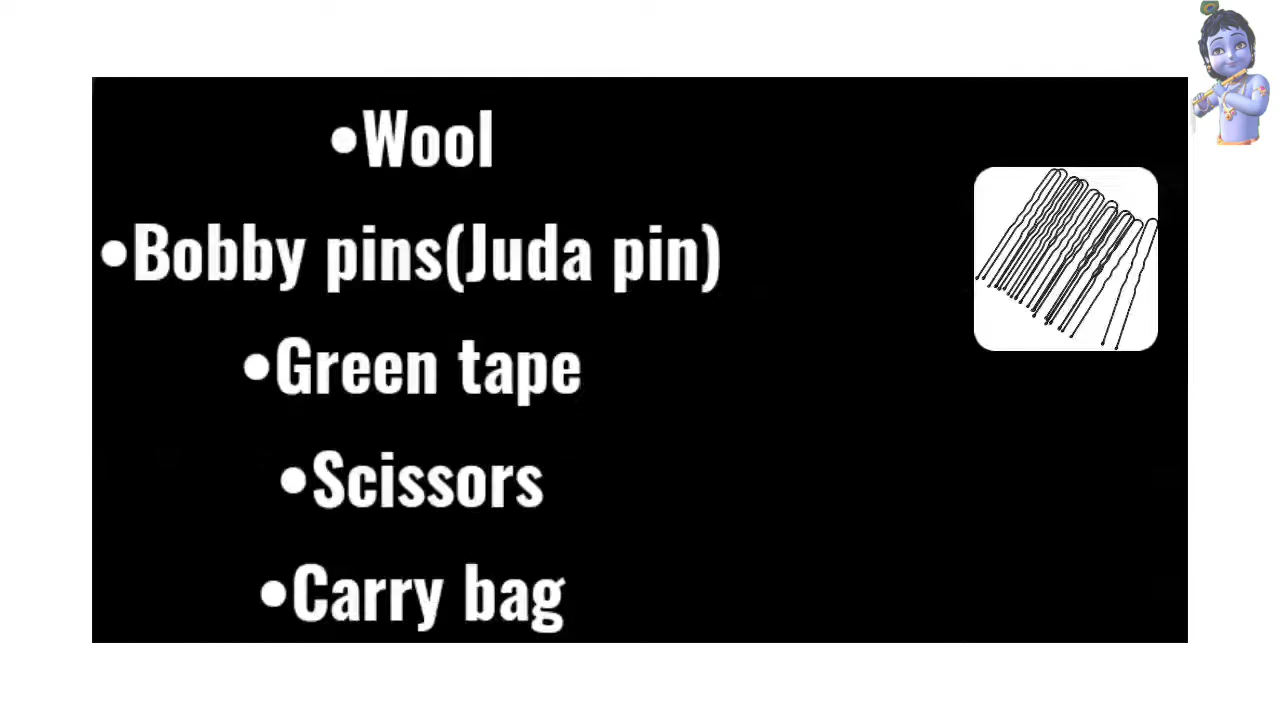 •Wool
•Bobby pins(Juda pin)
•Green tape
•Scissors
•Carry bag